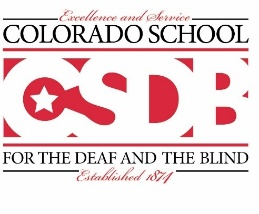 Excellence and Service
COLORADO SCHOOL
CSDB
FOR THE DEAF AND THE BLIND
Established 1874